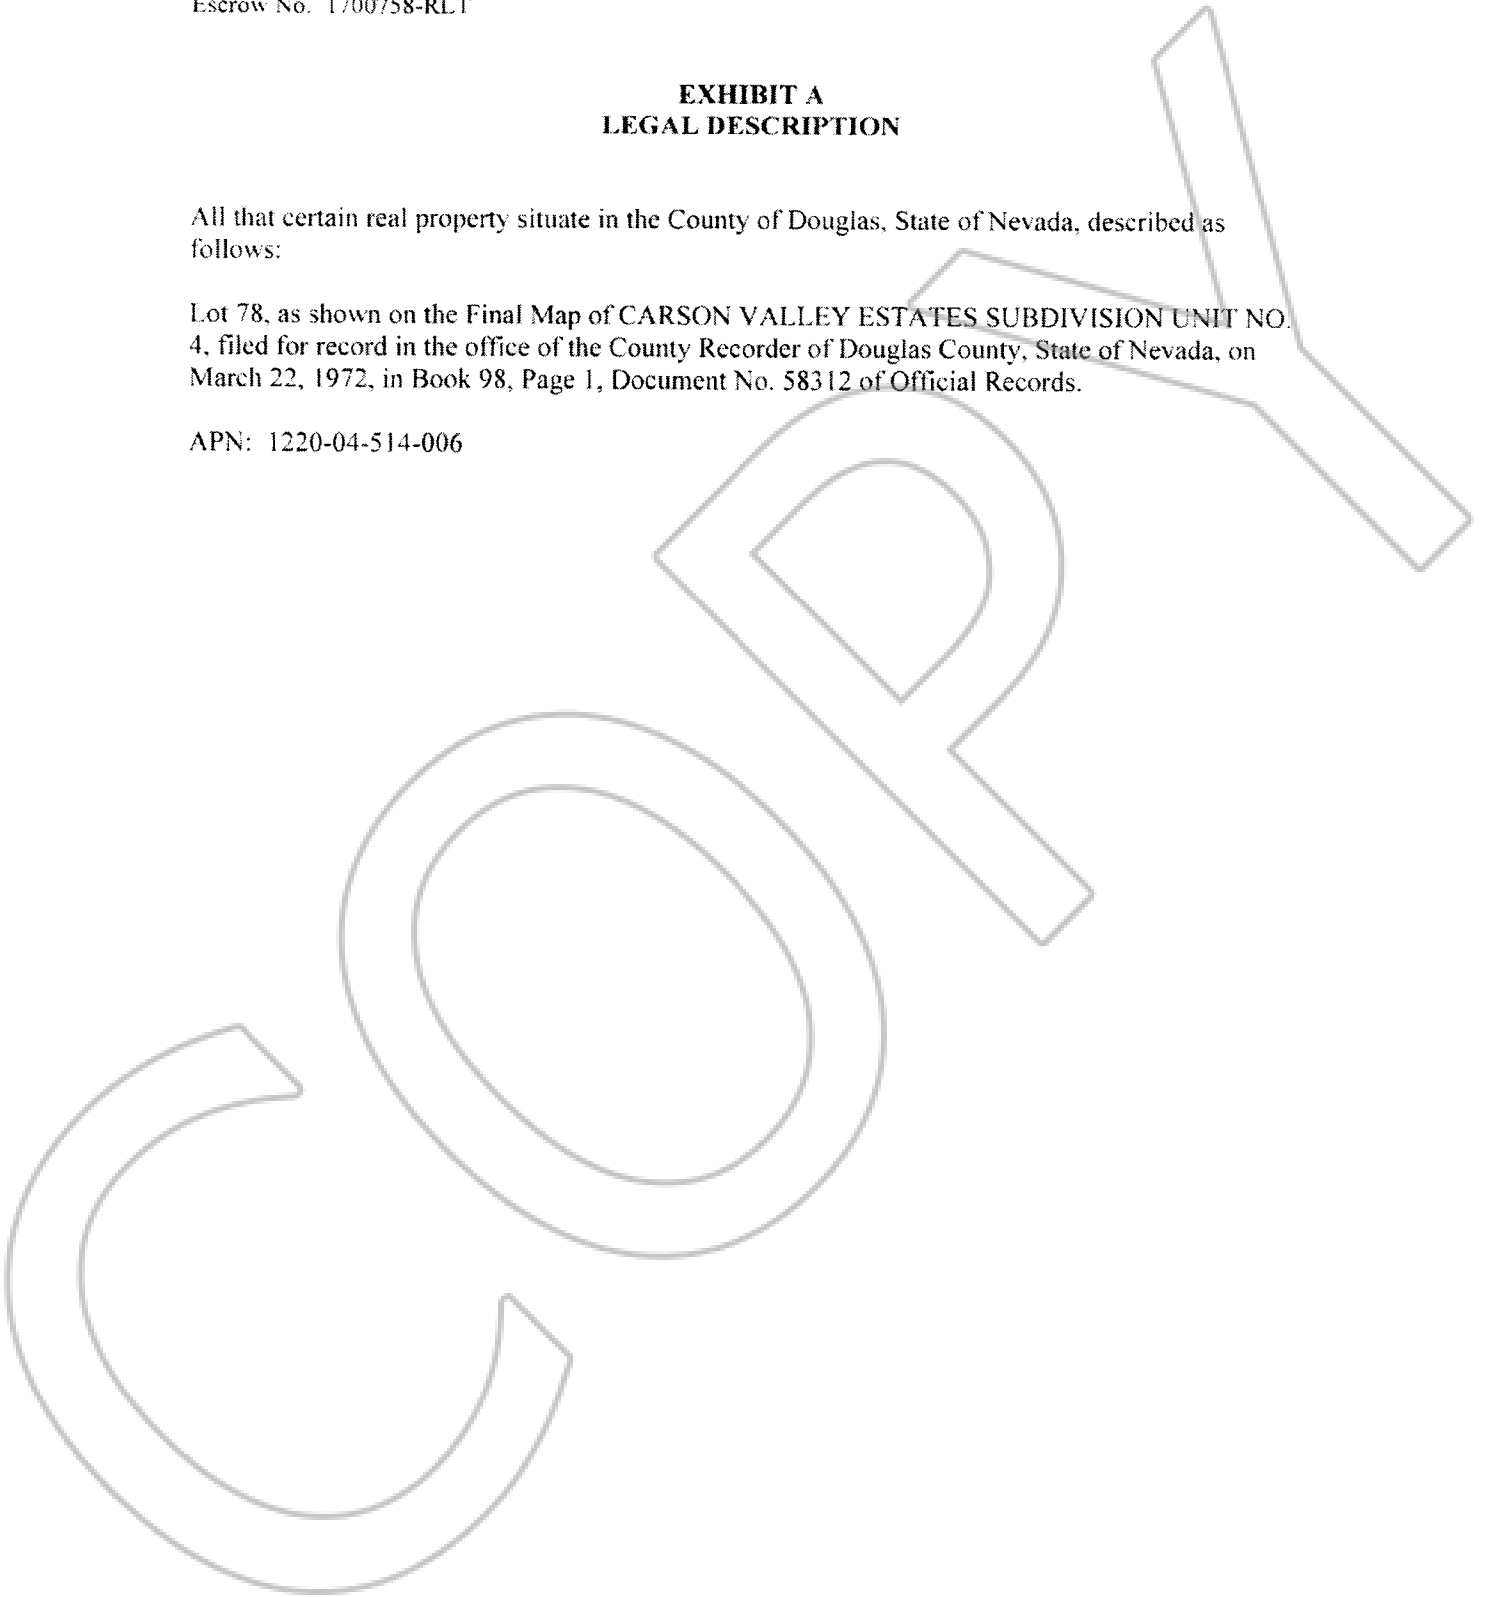 Escrow No. 1700758-RLT
EXHIBIT A
LEGAL DESCRIPTION
All that certain real property situate in the County of Douglas, State of Nevada, described as
follows:
Lot 78, as shown on the Final Map of CARSON VALLEY ESTATES SUBDIVISION UNIT NO.
4, filed for record in the office of the County Recorder of Douglas County, State of Nevada, on
March 22, 1972, in Book 98, Page 1, Document No. 58312 of Official Records.
APN: 1220-04-514-006
COPY